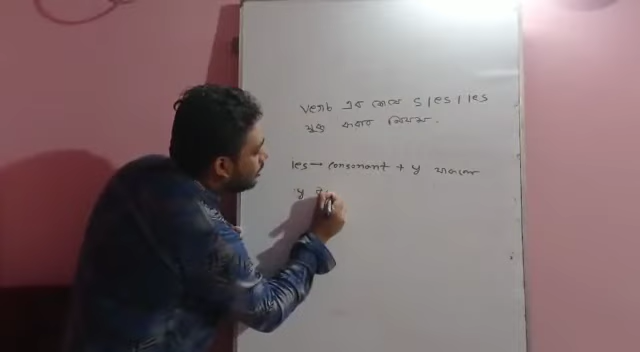 Verb এর শেষে s/es/ies
যুক্ত করার নিয়ম.
ies → consonant + y থাকলে
y